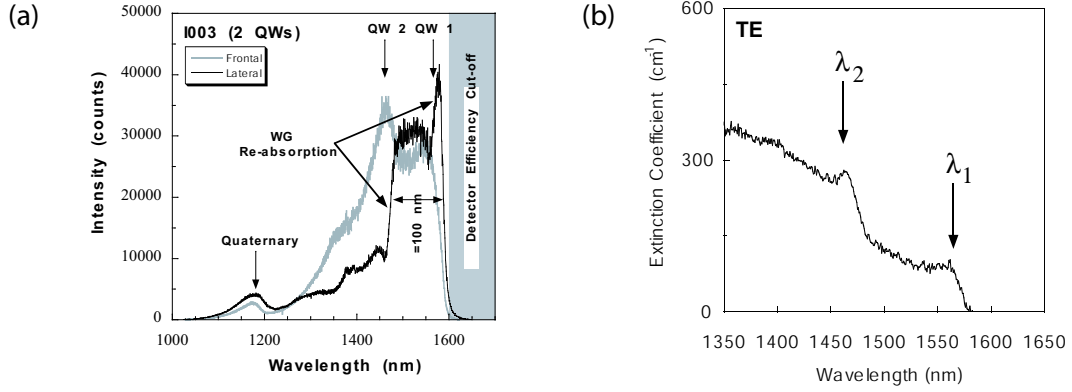 (a)
I003 (2 QWs)
Frontal
Lateral
QW 2
QW 1
WG
Re-absorption
Quaternary
=100 nm
Detector Efficiency Cut-off
Intensity (counts)
50000
40000
30000
20000
10000
0
1000
1200
1400
1600
Wavelength (nm)
(b)
TE
λ2
λ1
Extinction Coefficient (cm-1)
600
300
0
1350 1400 1450 1500 1550 1600 1650
Wavelength (nm)